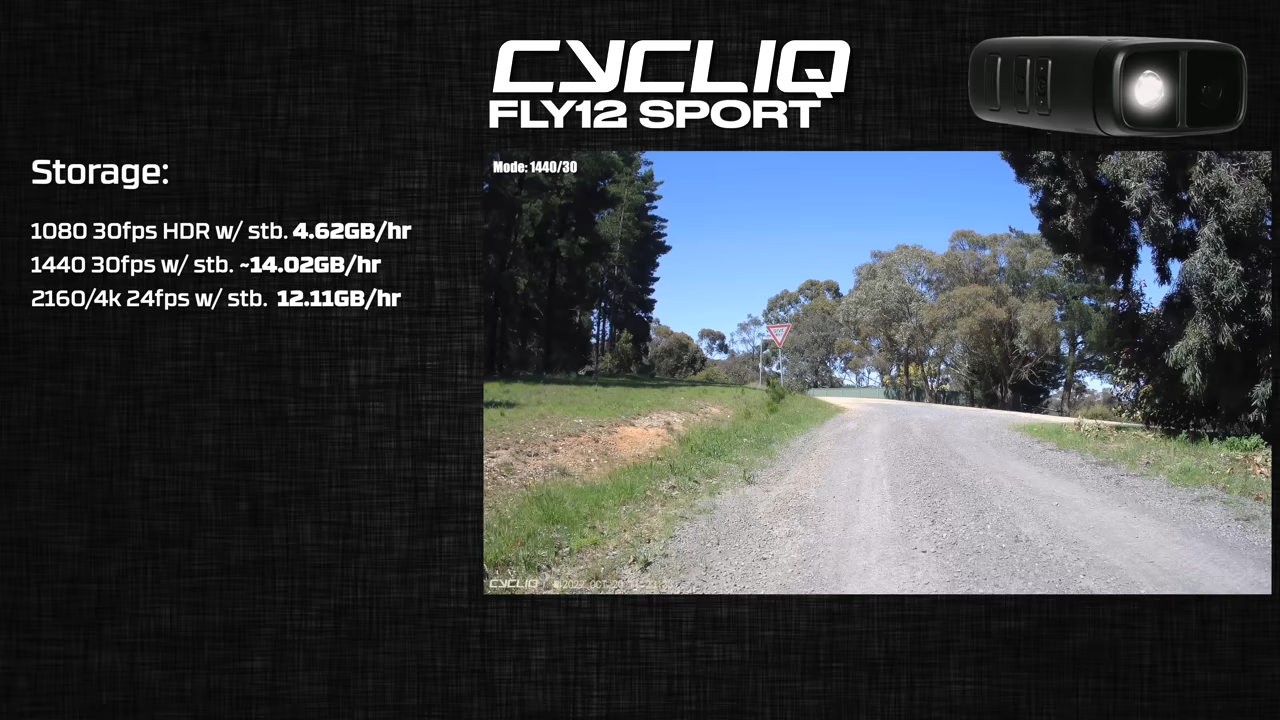 CYCLIQ
FLY12 SPORT
Storage:
1080 30fps HDR w/ stb. 4.62GB/hr
1440 30fps w/ stb. ~14.02GB/hr
2160/4k 24fps w/ stb. 12.11GB/hr
Mode: 1440/30
CYCLIQ